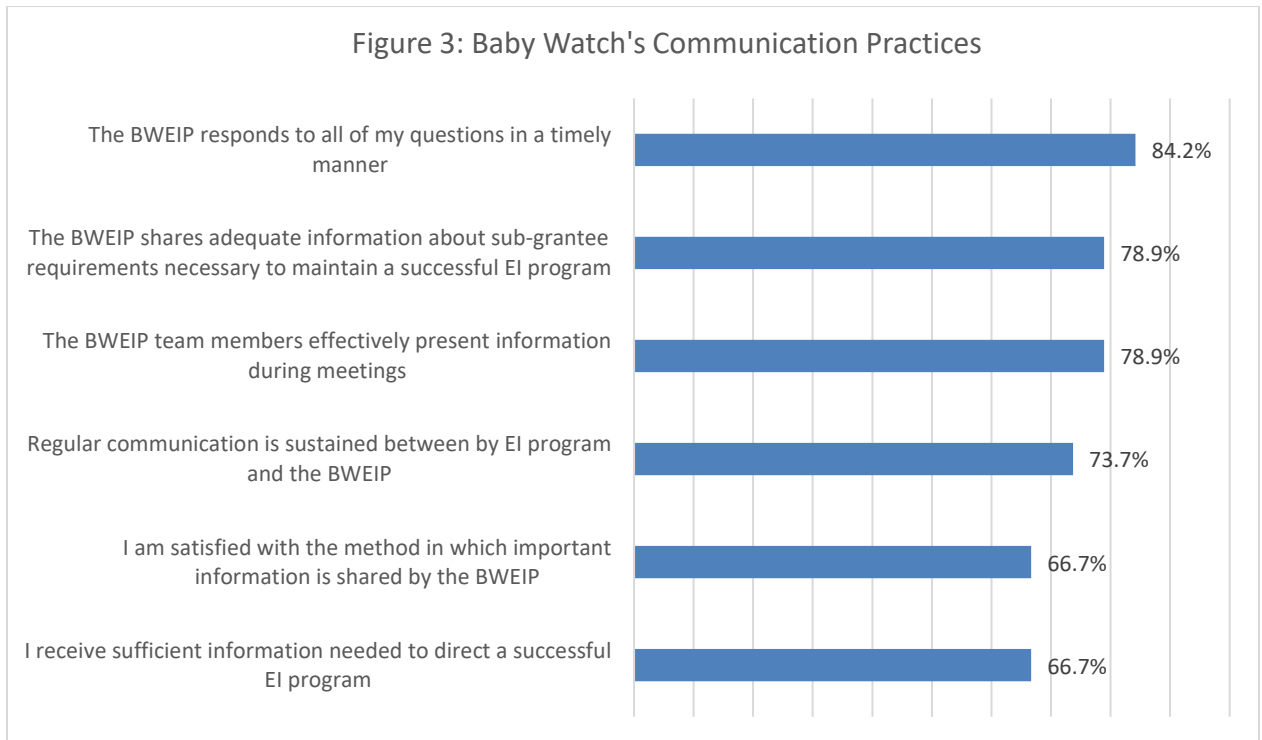 Figure 3: Baby Watch's Communication Practices
The BWEIP responds to all of my questions in a timely
manner
84.2%
The BWEIP shares adequate information about sub-grantee
requirements necessary to maintain a successful EI program
78.9%
The BWEIP team members effectively present information
during meetings
78.9%
Regular communication is sustained between by EI program
and the BWEIP
73.7%
I am satisfied with the method in which important
information is shared by the BWEIP
66.7%
I receive sufficient information needed to direct a successful
EI program
66.7%